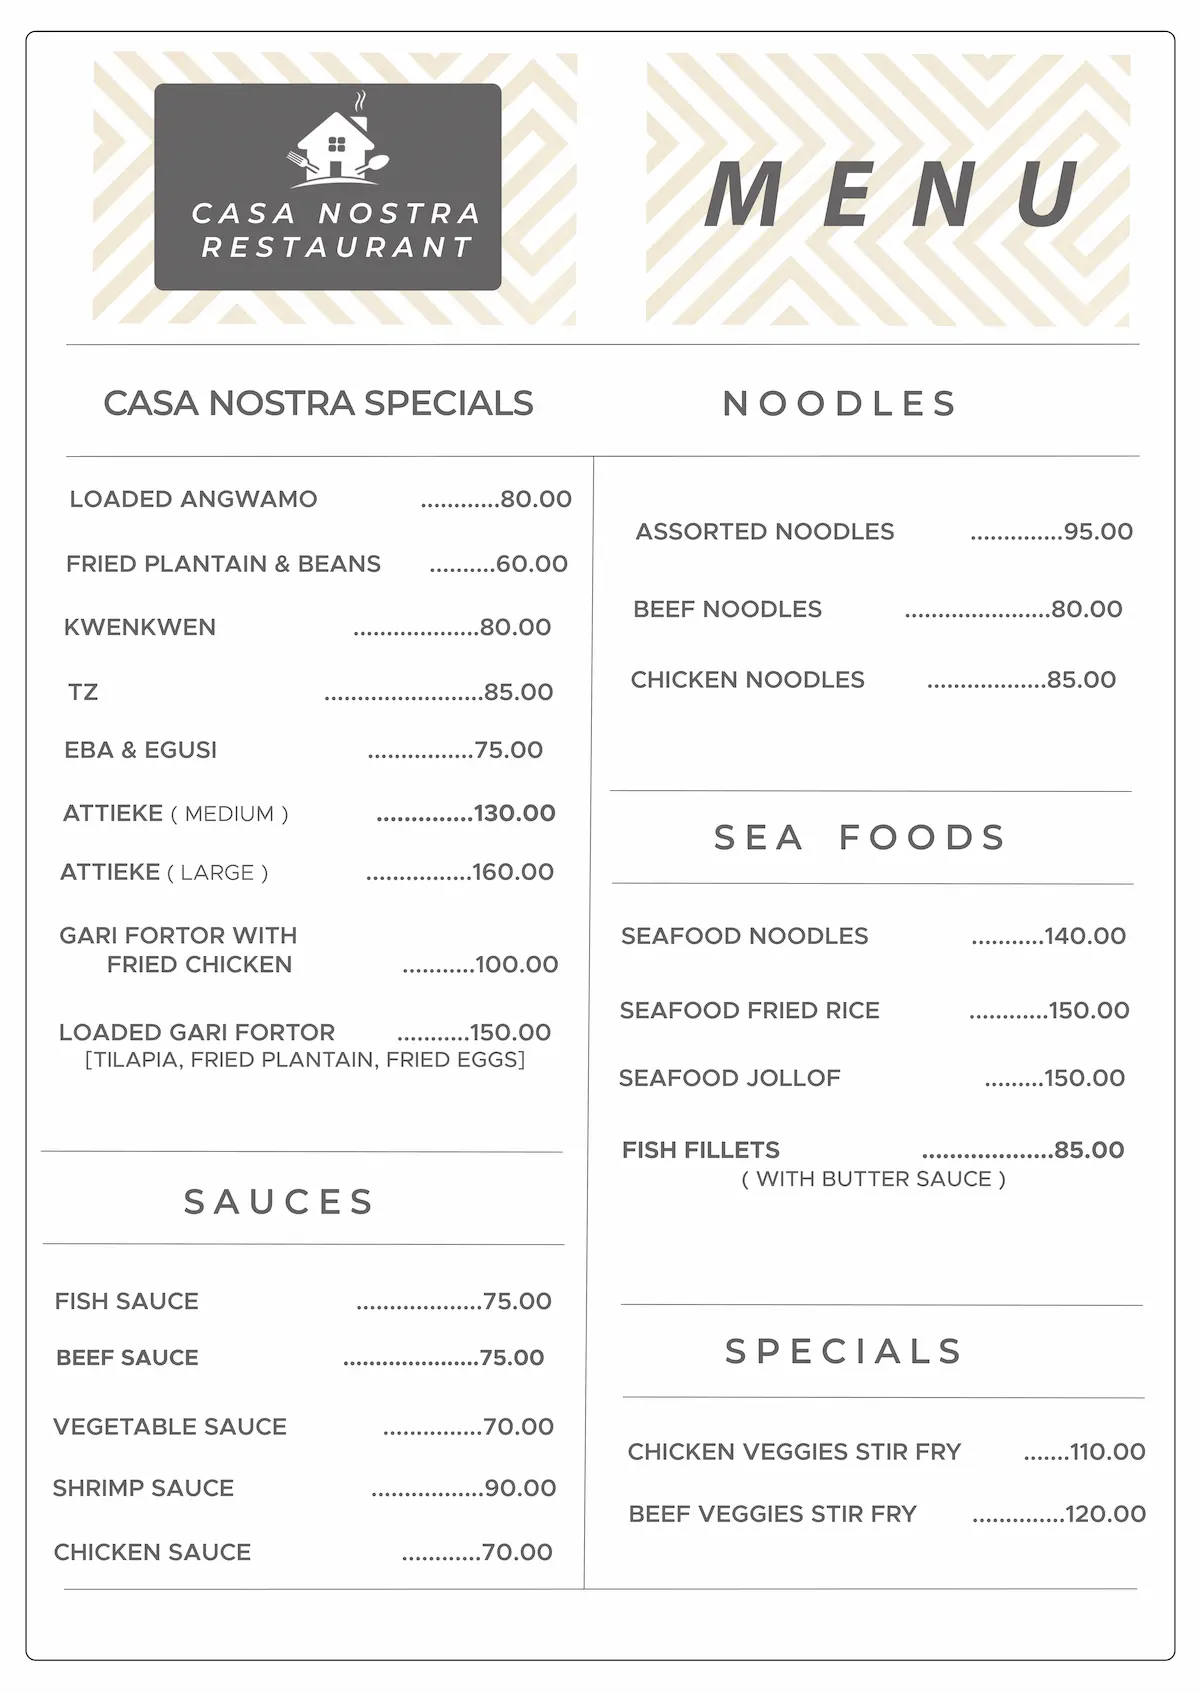 CASA NOSTRA
RESTAURANT
MENU
CASA NOSTRA SPECIALS
LOADED ANGWAMO ............80.00
FRIED PLANTAIN & BEANS ..........60.00
KWENKWEN ...................80.00
TZ ........................85.00
EBA & EGUSI ................75.00
ATTIEKE ( MEDIUM ) ..............130.00
ATTIEKE ( LARGE ) ................160.00
GARI FORTOR WITH
FRIED CHICKEN ...........100.00
LOADED GARI FORTOR ...........150.00
[TILAPIA, FRIED PLANTAIN, FRIED EGGS]
SAUCES
FISH SAUCE ...................75.00
BEEF SAUCE .....................75.00
VEGETABLE SAUCE ...............70.00
SHRIMP SAUCE .................90.00
CHICKEN SAUCE ............70.00
NOODLES
ASSORTED NOODLES ..............95.00
BEEF NOODLES ......................80.00
CHICKEN NOODLES ..................85.00
SEA FOODS
SEAFOOD NOODLES ...........140.00
SEAFOOD FRIED RICE ............150.00
SEAFOOD JOLLOF .........150.00
FISH FILLETS ...................85.00
( WITH BUTTER SAUCE )
SPECIALS
CHICKEN VEGGIES STIR FRY .......110.00
BEEF VEGGIES STIR FRY ..............120.00